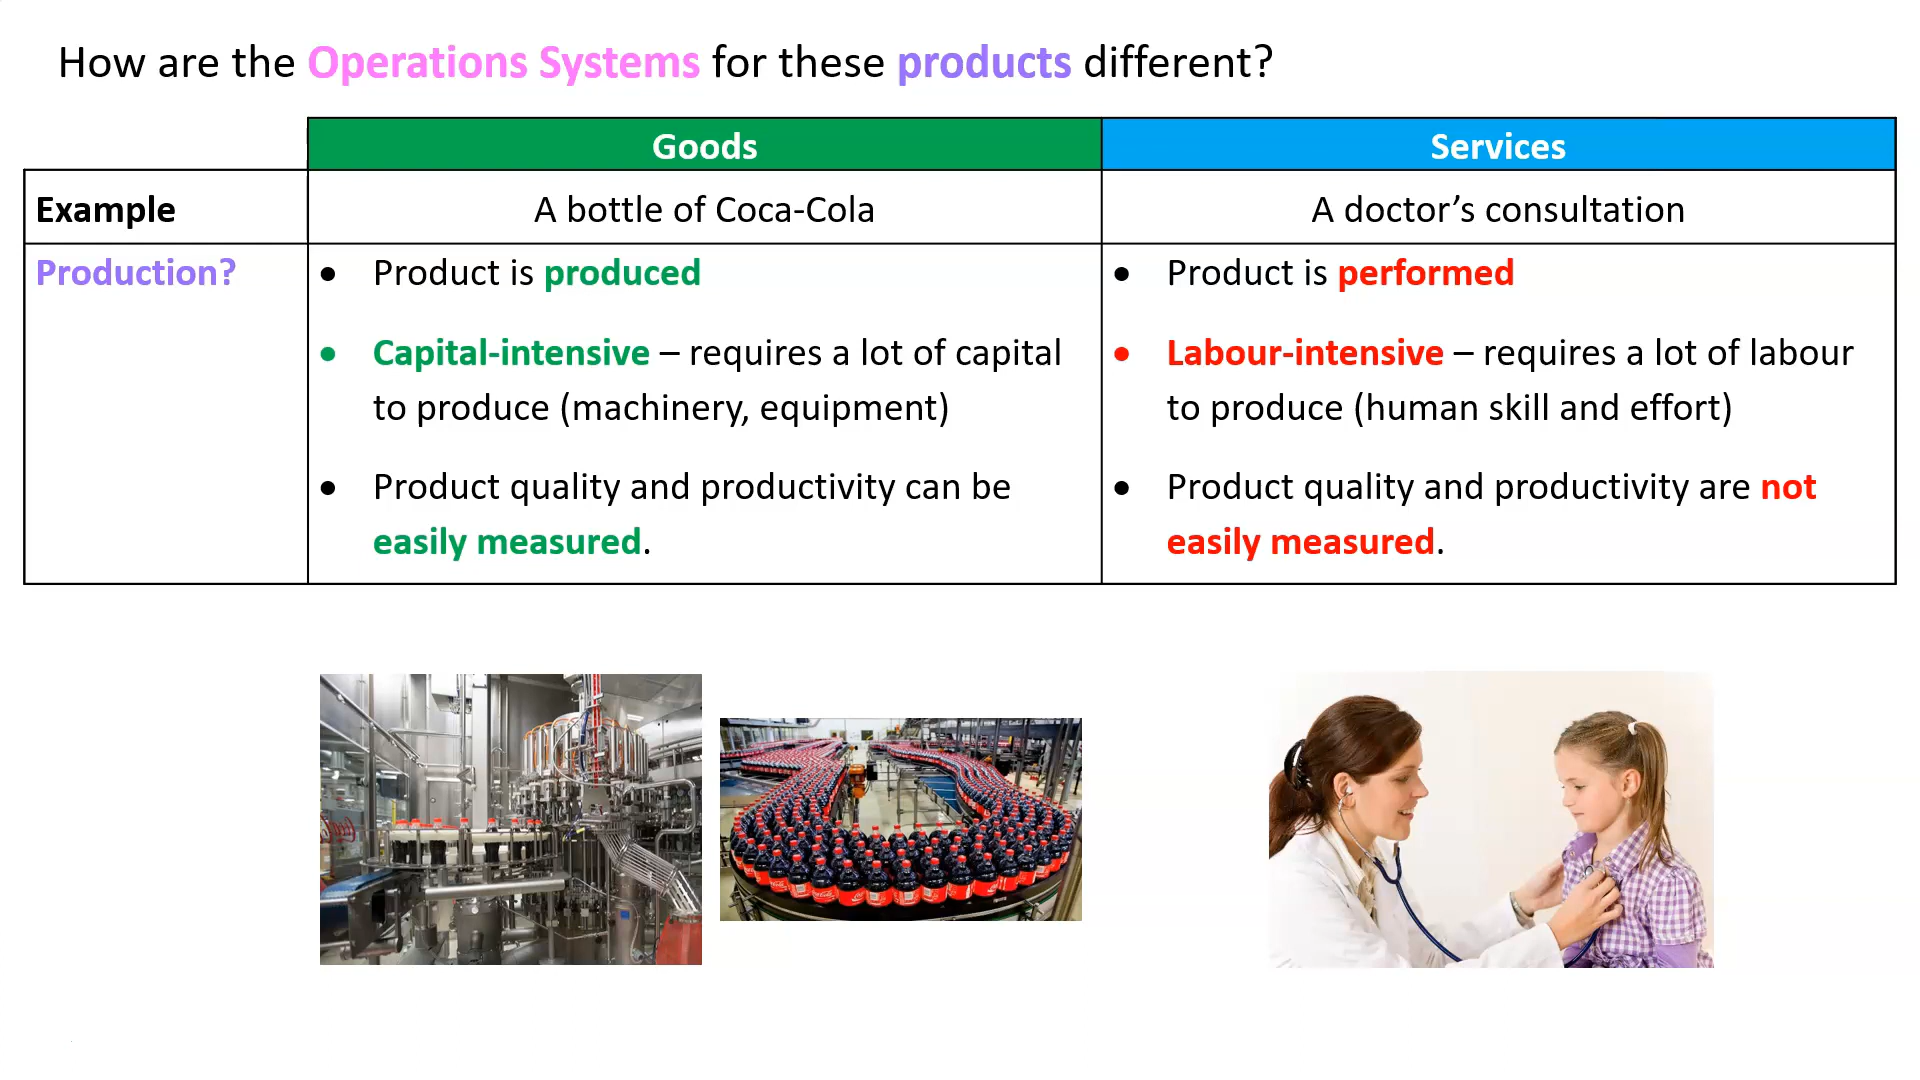 How are the Operations Systems for these products different?
Goods
Services
Example
A bottle of Coca-Cola
A doctor’s consultation
Production?
• Product is produced
• Capital-intensive – requires a lot of capital
to produce (machinery, equipment)
• Product quality and productivity can be
easily measured.
• Product is performed
• Labour-intensive – requires a lot of labour
to produce (human skill and effort)
• Product quality and productivity are not
easily measured.